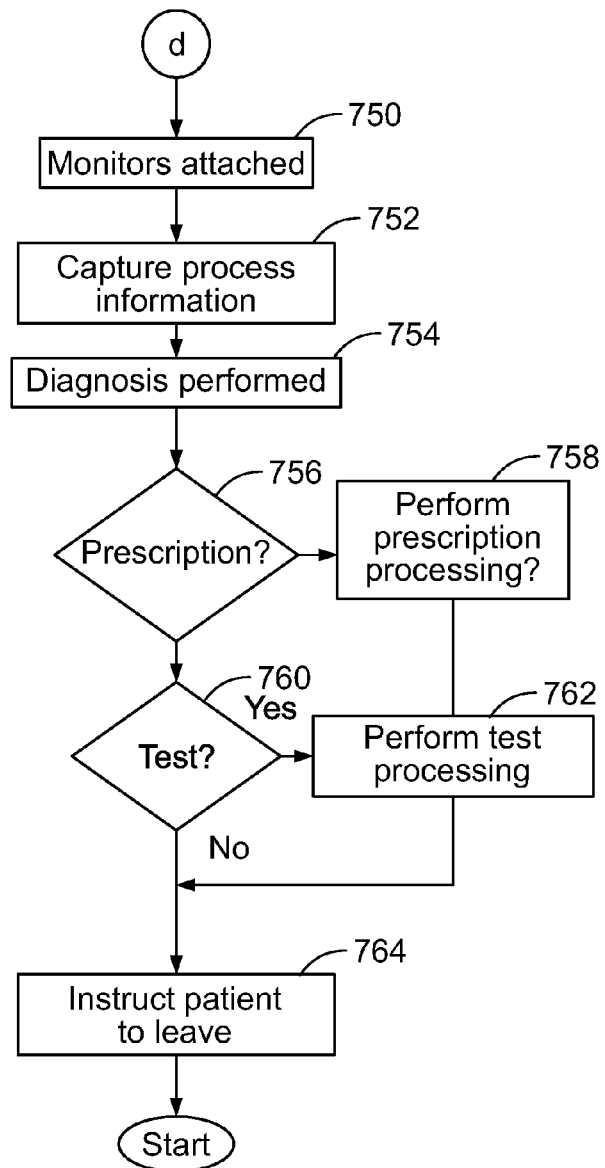 d
750
Monitors attached
752
Capture process
information
754
Diagnosis performed
756
Prescription?
758
Perform
prescription
processing?
760
Yes
Test?
762
Perform test
processing
No
764
Instruct patient
to leave
Start